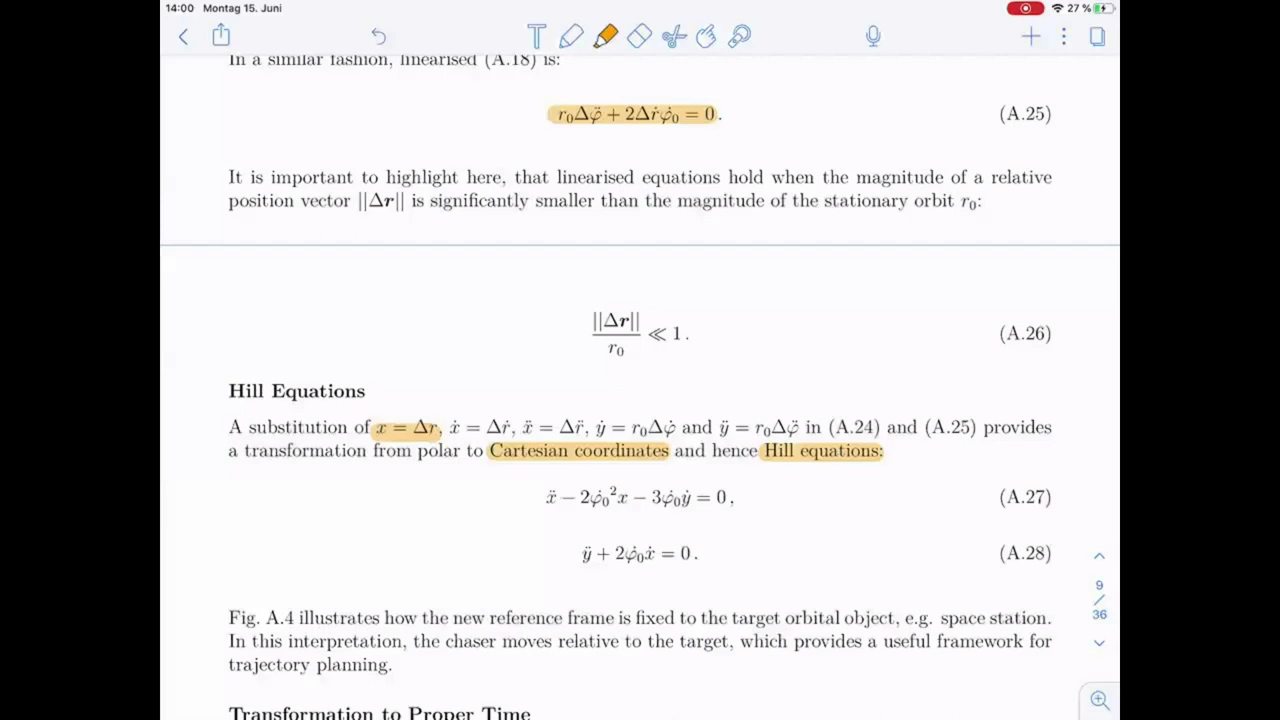 14:00 Montag 15. Juni 27 %
T
In a similar fashion, linearised (A.18) is:
r₀Δφ̈ + 2Δṙφ̇₀ = 0. (A.25)
It is important to highlight here, that linearised equations hold when the magnitude of a relative
position vector ||Δr|| is significantly smaller than the magnitude of the stationary orbit r₀:
||Δr||
r₀ ≪ 1. (A.26)
Hill Equations
A substitution of x = Δr, ẋ = Δṙ, ẍ = Δr̈, ẏ = r₀Δφ̇ and ÿ = r₀Δφ̈ in (A.24) and (A.25) provides
a transformation from polar to Cartesian coordinates and hence Hill equations:
ẍ − 2φ̇₀²x − 3φ̇₀ẏ = 0, (A.27)
ÿ + 2φ̇₀ẋ = 0. (A.28)
9
/
36
Fig. A.4 illustrates how the new reference frame is fixed to the target orbital object, e.g. space station.
In this interpretation, the chaser moves relative to the target, which provides a useful framework for
trajectory planning.
Transformation to Proper Time